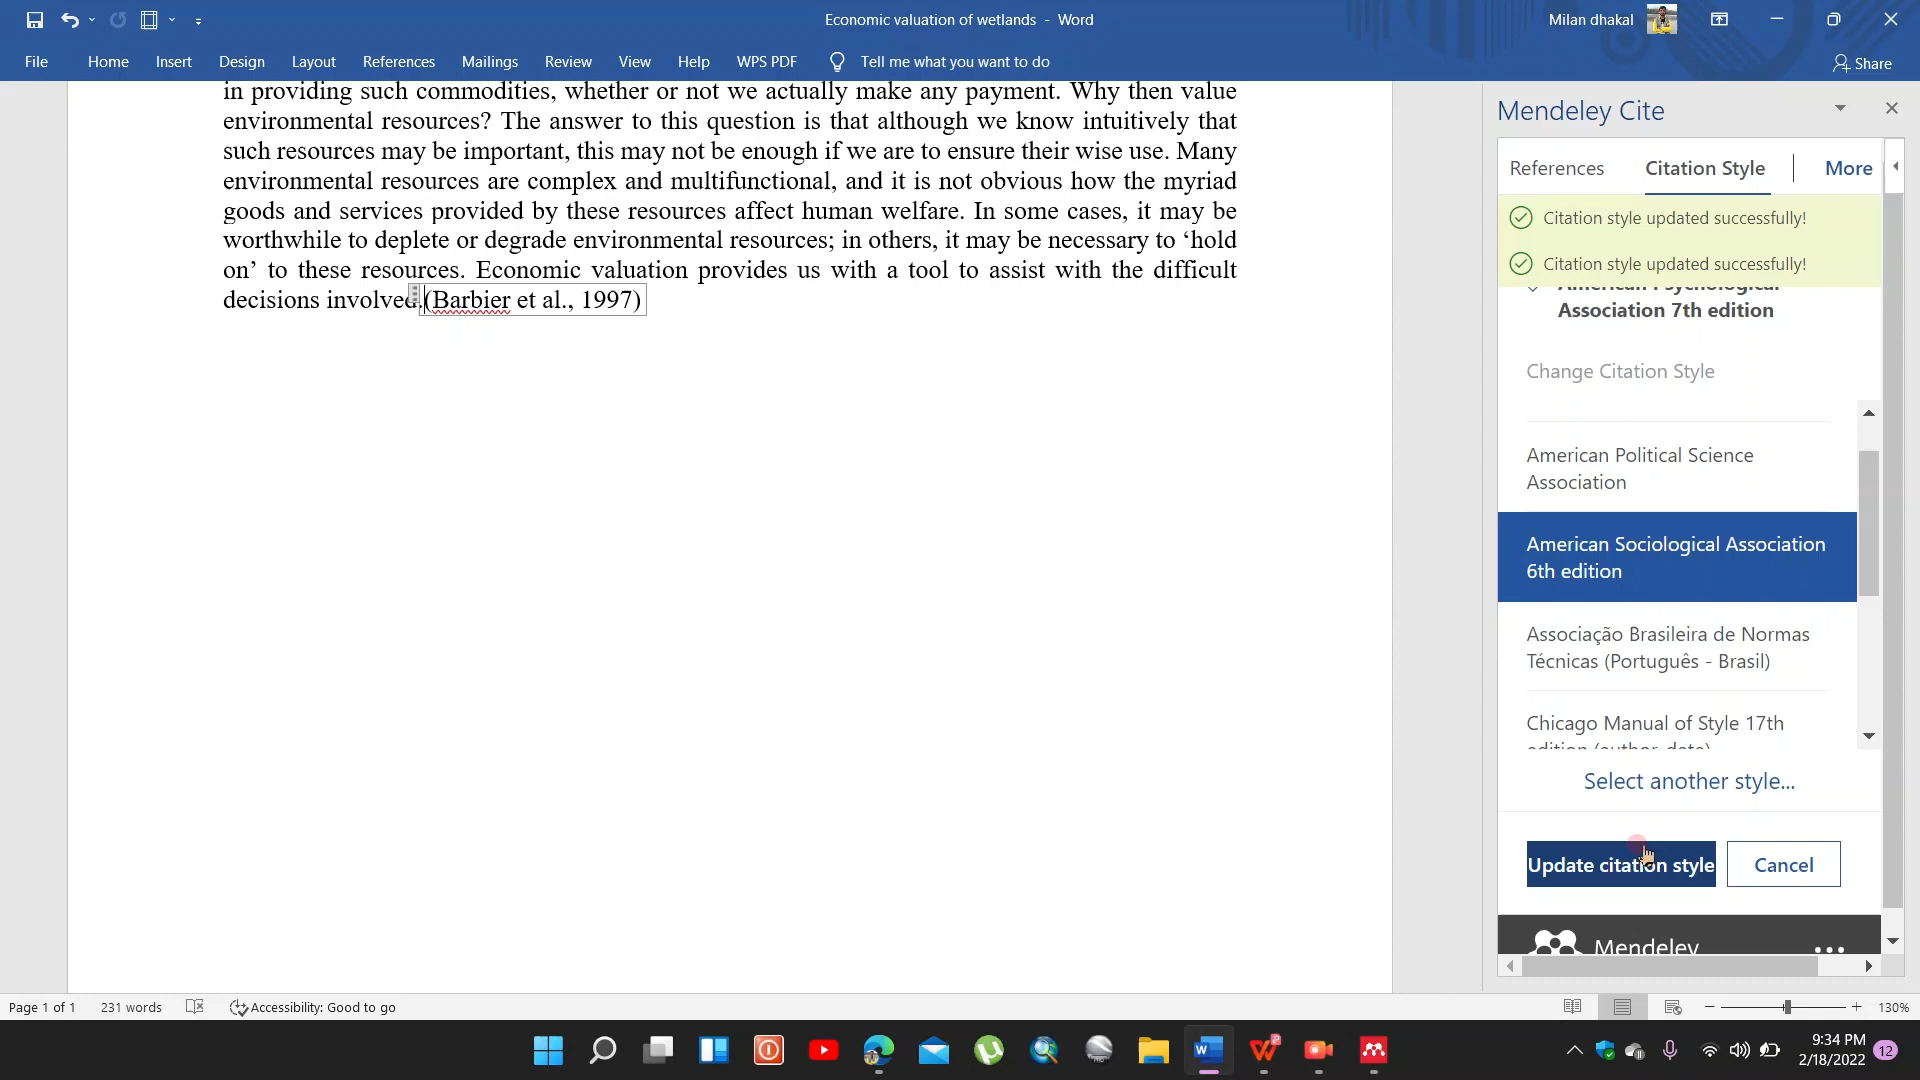 Economic valuation of wetlands - Word
Milan dhakal
File Home Insert Design Layout References Mailings Review View Help WPS PDF Tell me what you want to do
Share
in providing such commodities, whether or not we actually make any payment. Why then value
environmental resources? The answer to this question is that although we know intuitively that
such resources may be important, this may not be enough if we are to ensure their wise use. Many
environmental resources are complex and multifunctional, and it is not obvious how the myriad
goods and services provided by these resources affect human welfare. In some cases, it may be
worthwhile to deplete or degrade environmental resources; in others, it may be necessary to ‘hold
on’ to these resources. Economic valuation provides us with a tool to assist with the difficult
decisions involved.(Barbier et al., 1997)
Mendeley Cite
References Citation Style More
Citation style updated successfully!
Citation style updated successfully!
American Psychological
Association 7th edition
Change Citation Style
American Political Science
Association
American Sociological Association
6th edition
Associação Brasileira de Normas
Técnicas (Português - Brasil)
Chicago Manual of Style 17th
edition (author-date)
Select another style...
Update citation style Cancel
Mendeley
Page 1 of 1 231 words Accessibility: Good to go 130%
9:34 PM
2/18/2022 12